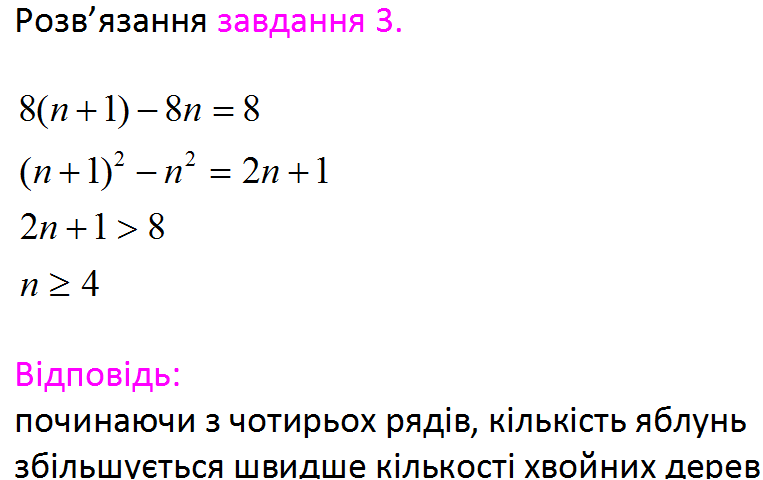 Розв’язання завдання 3.
8(n + 1) − 8n = 8
(n + 1)² − n² = 2n + 1
2n + 1 > 8
n ≥ 4
Відповідь:
починаючи з чотирьох рядів, кількість яблунь
збільшується швидше кількості хвойних дерев